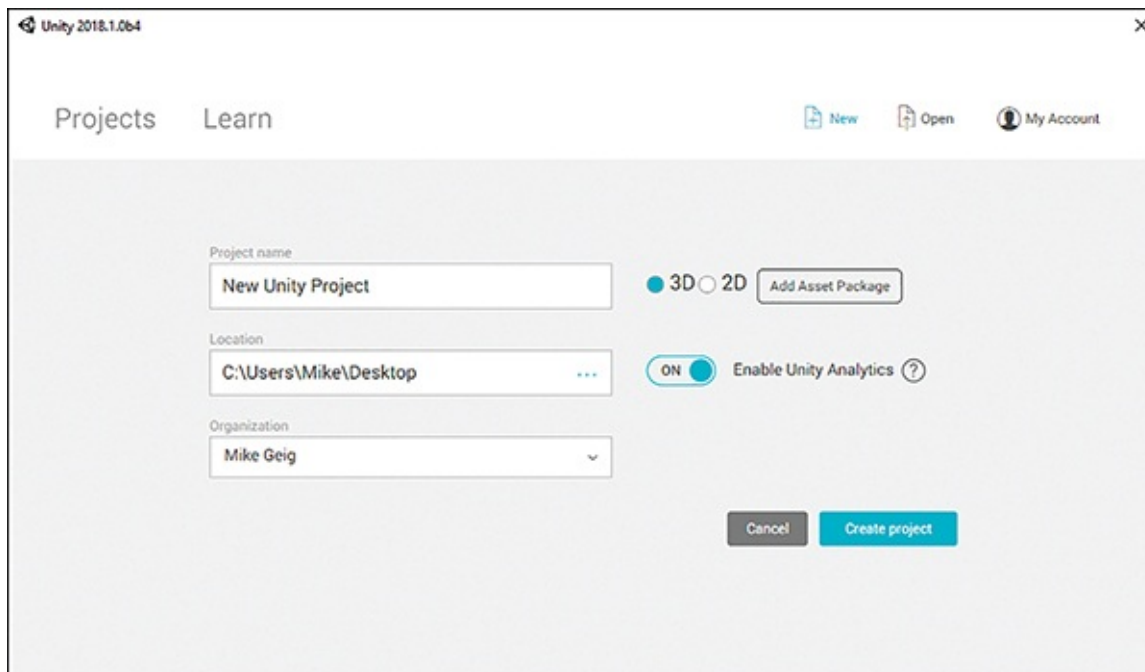 Unity 2018.1.0b4
Projects Learn New Open My Account
Project name
New Unity Project 3D 2D Add Asset Package
Location
C:\Users\Mike\Desktop ... ON Enable Unity Analytics ?
Organization
Mike Geig
Cancel Create project